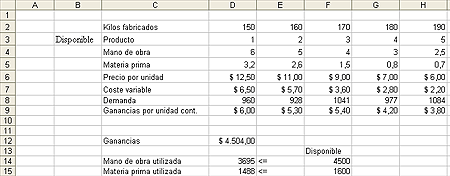 A B C D E F G H
1
2 Kilos fabricados 150 160 170 180 190
3 Disponible Producto 1 2 3 4 5
4 Mano de obra 6 5 4 3 2,5
5 Materia prima 3,2 2,6 1,5 0,8 0,7
6 Precio por unidad $ 12,50 $ 11,00 $ 9,00 $ 7,00 $ 6,00
7 Coste variable $ 6,50 $ 5,70 $ 3,60 $ 2,80 $ 2,20
8 Demanda 960 928 1041 977 1084
9 Ganancias por unidad cont. $ 6,00 $ 5,30 $ 5,40 $ 4,20 $ 3,80
10
11
12 Ganancias $ 4.504,00
13 Disponible
14 Mano de obra utilizada 3695 <= 4500
15 Materia prima utilizada 1488 <= 1600